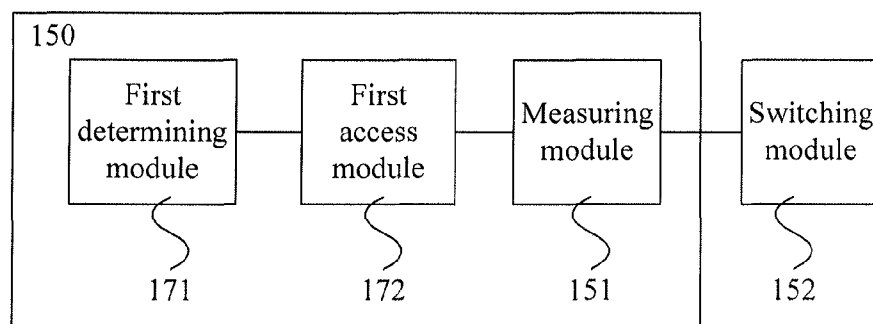 150
First
determining
module
First
access
module
Measuring
module
Switching
module
171
172
151
152